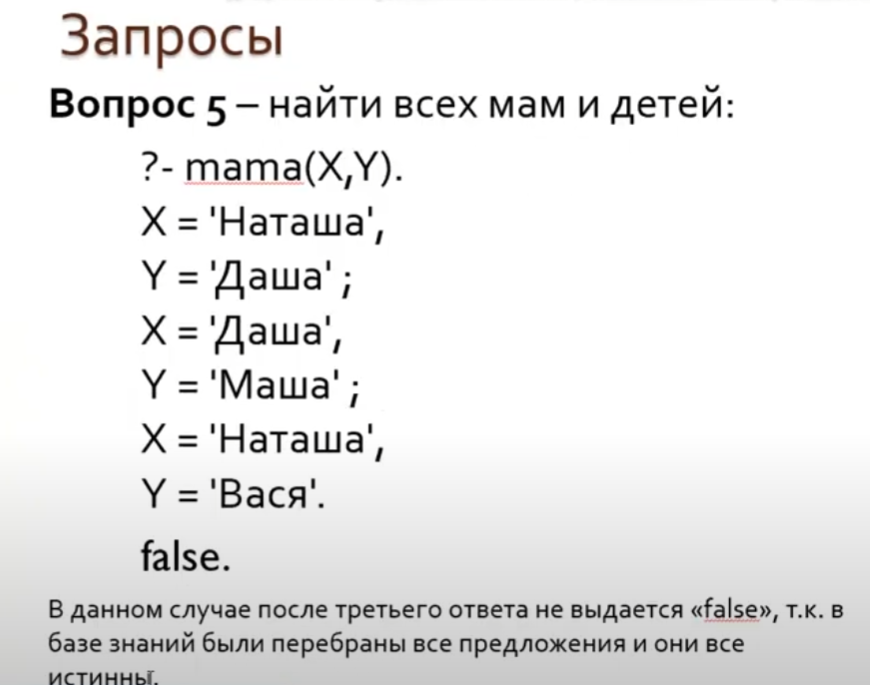 Запросы
Вопрос 5 – найти всех мам и детей:
?- mama(X,Y).
X = 'Наташа',
Y = 'Даша' ;
X = 'Даша',
Y = 'Маша' ;
X = 'Наташа',
Y = 'Вася'.
false.
В данном случае после третьего ответа не выдается «false», т.к. в
базе знаний были перебраны все предложения и они все
истинны.